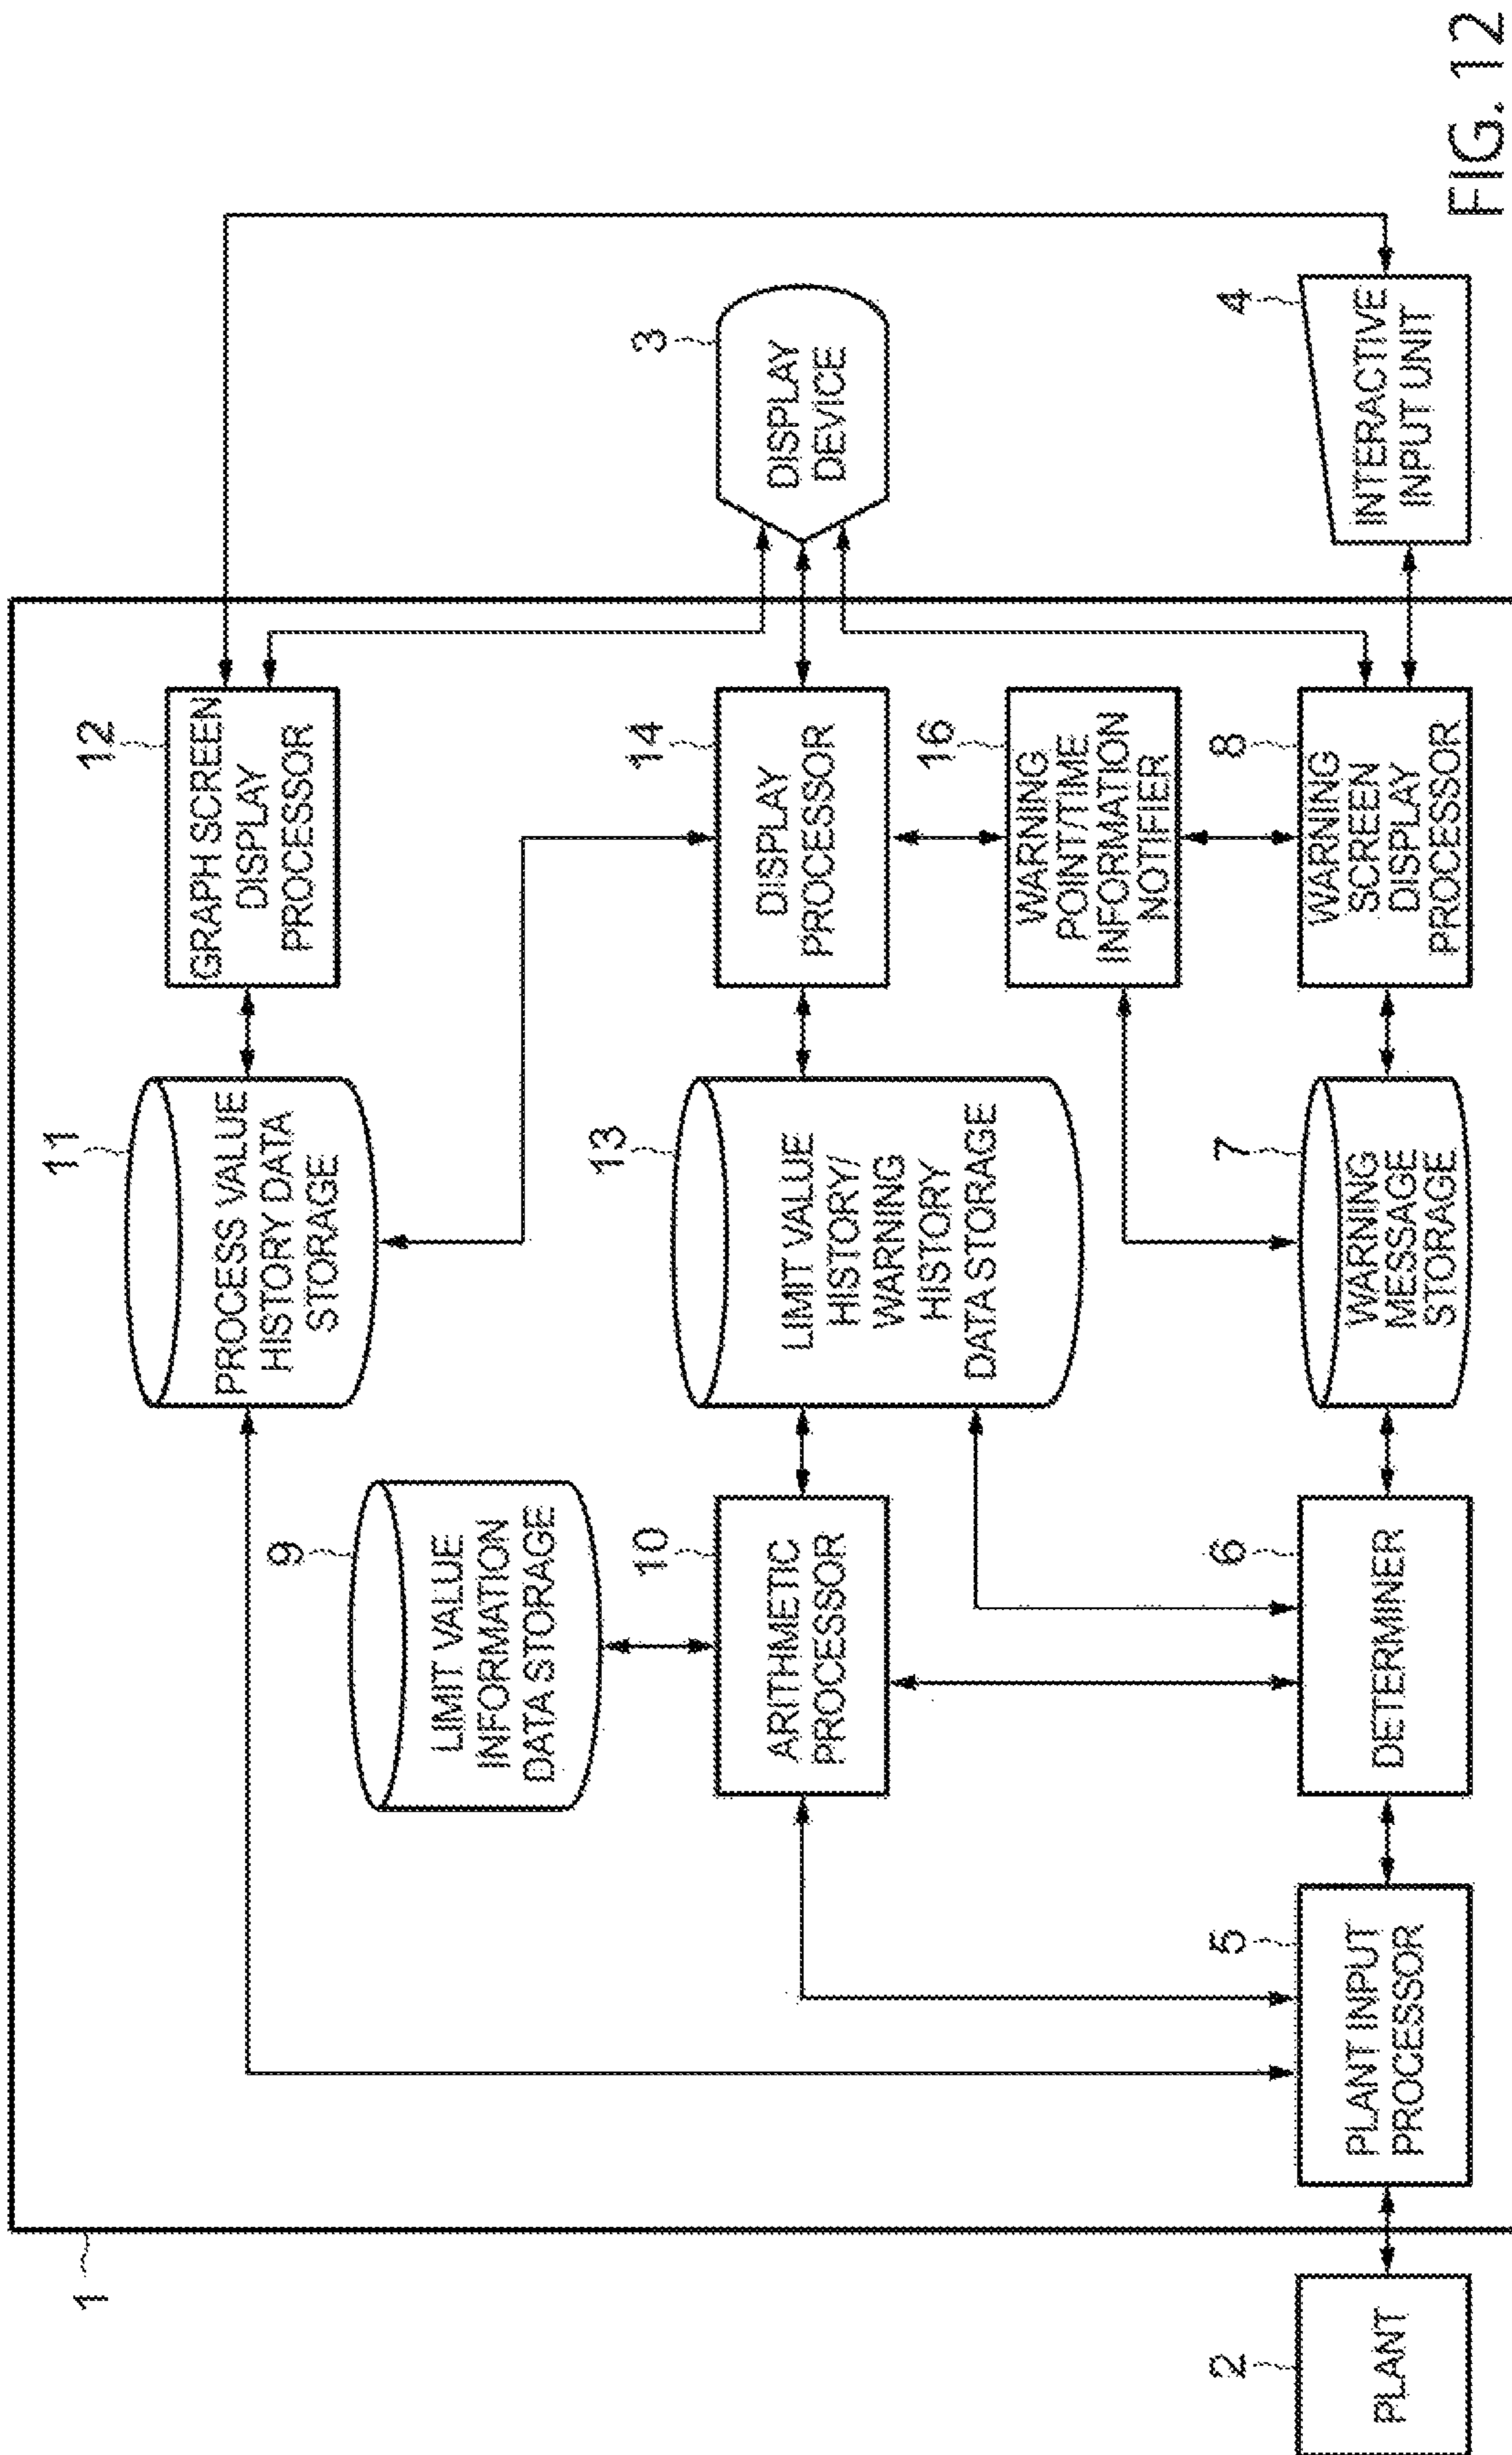 1
2
PLANT
5
PLANT INPUT
PROCESSOR
6
DETERMINER
9
LIMIT VALUE
INFORMATION
DATA STORAGE
10
ARITHMETIC
PROCESSOR
11
PROCESS VALUE
HISTORY DATA
STORAGE
13
LIMIT VALUE
HISTORY/
WARNING
HISTORY
DATA STORAGE
7
WARNING
MESSAGE
STORAGE
12
GRAPH SCREEN
DISPLAY
PROCESSOR
14
DISPLAY
PROCESSOR
16
WARNING
POINT/TIME
INFORMATION
NOTIFIER
8
WARNING
SCREEN
DISPLAY
PROCESSOR
3
DISPLAY
DEVICE
4
INTERACTIVE
INPUT UNIT
FIG. 12